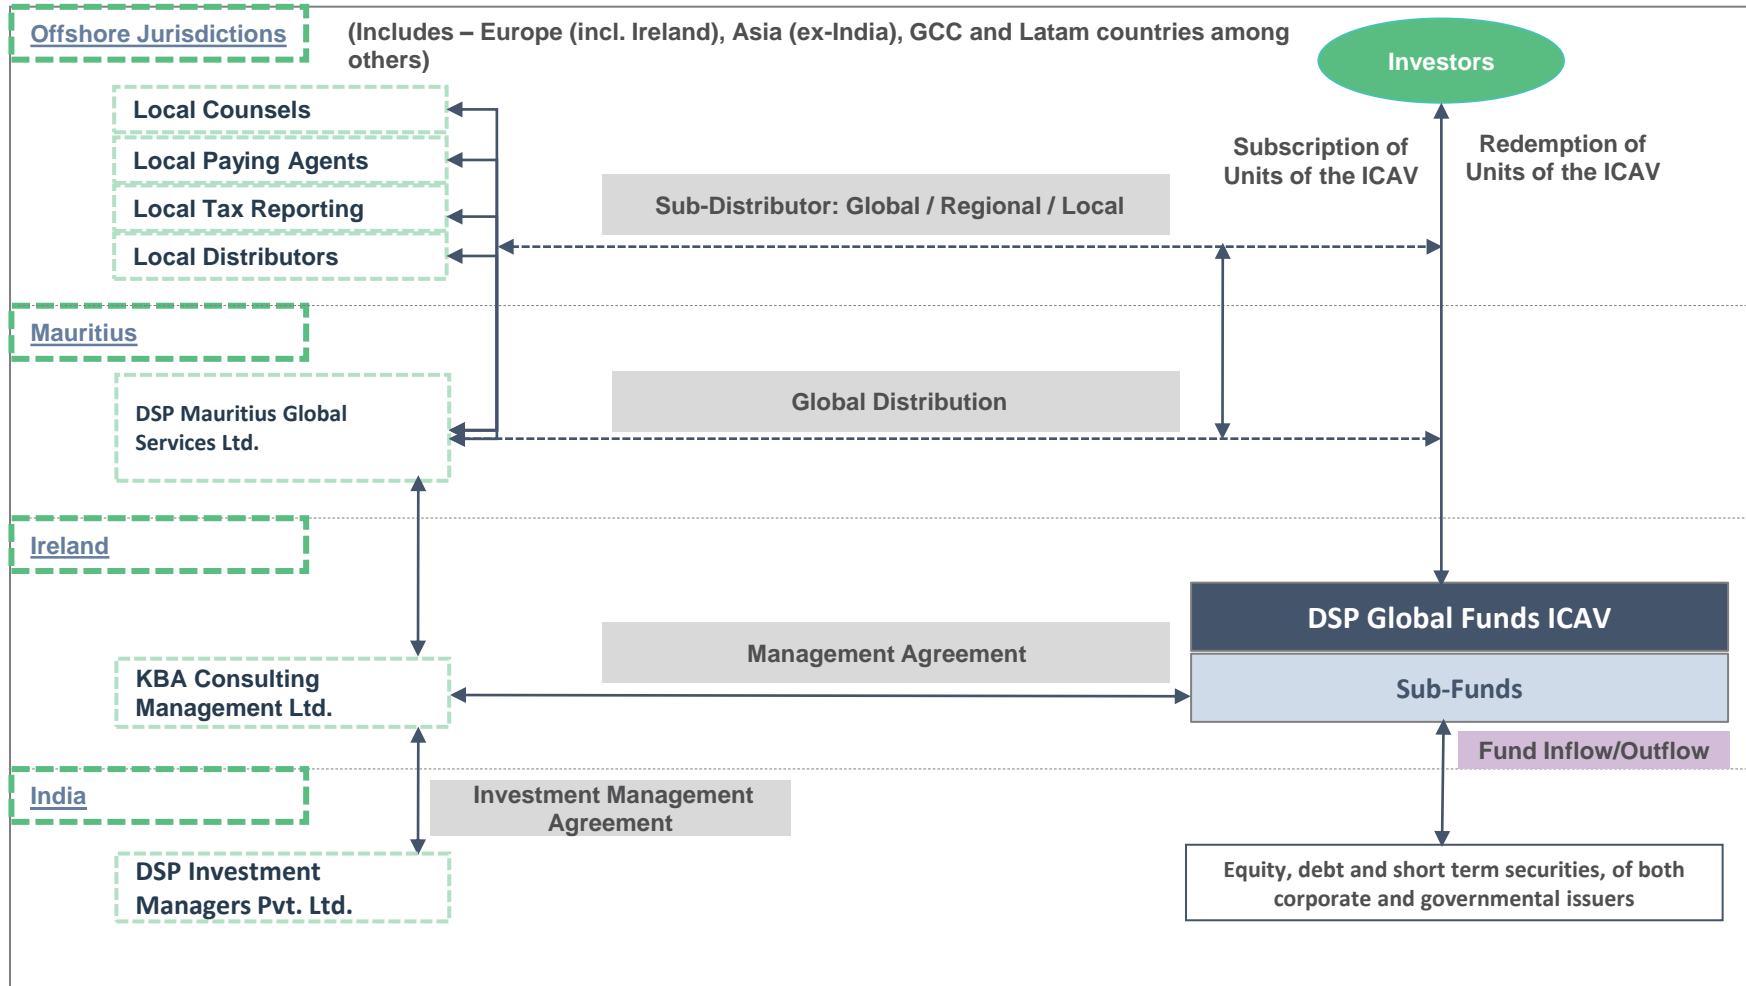 Offshore Jurisdictions
(Includes – Europe (incl. Ireland), Asia (ex-India), GCC and Latam countries among
others)
Investors
Local Counsels
Local Paying Agents
Local Tax Reporting
Local Distributors
Subscription of
Units of the ICAV
Redemption of
Units of the ICAV
Sub-Distributor: Global / Regional / Local
Mauritius
DSP Mauritius Global
Services Ltd.
Global Distribution
Ireland
KBA Consulting
Management Ltd.
Management Agreement
DSP Global Funds ICAV
Sub-Funds
Fund Inflow/Outflow
India
Investment Management
Agreement
DSP Investment
Managers Pvt. Ltd.
Equity, debt and short term securities, of both
corporate and governmental issuers